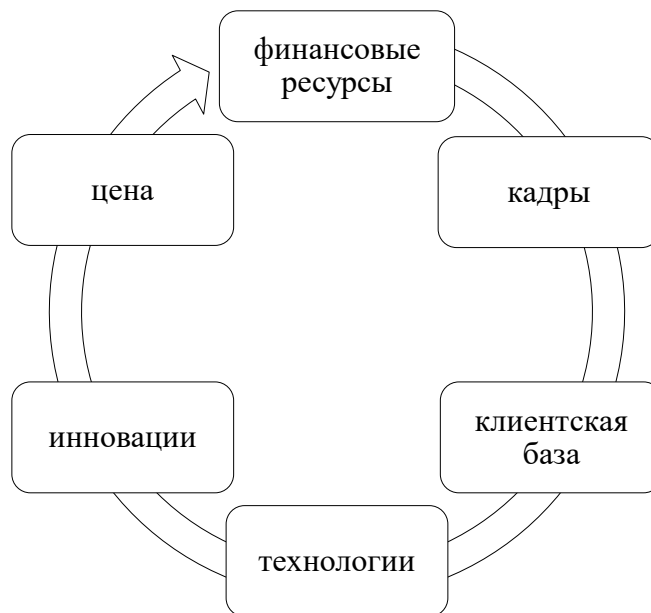 финансовые
ресурсы
кадры
клиентская
база
технологии
инновации
цена